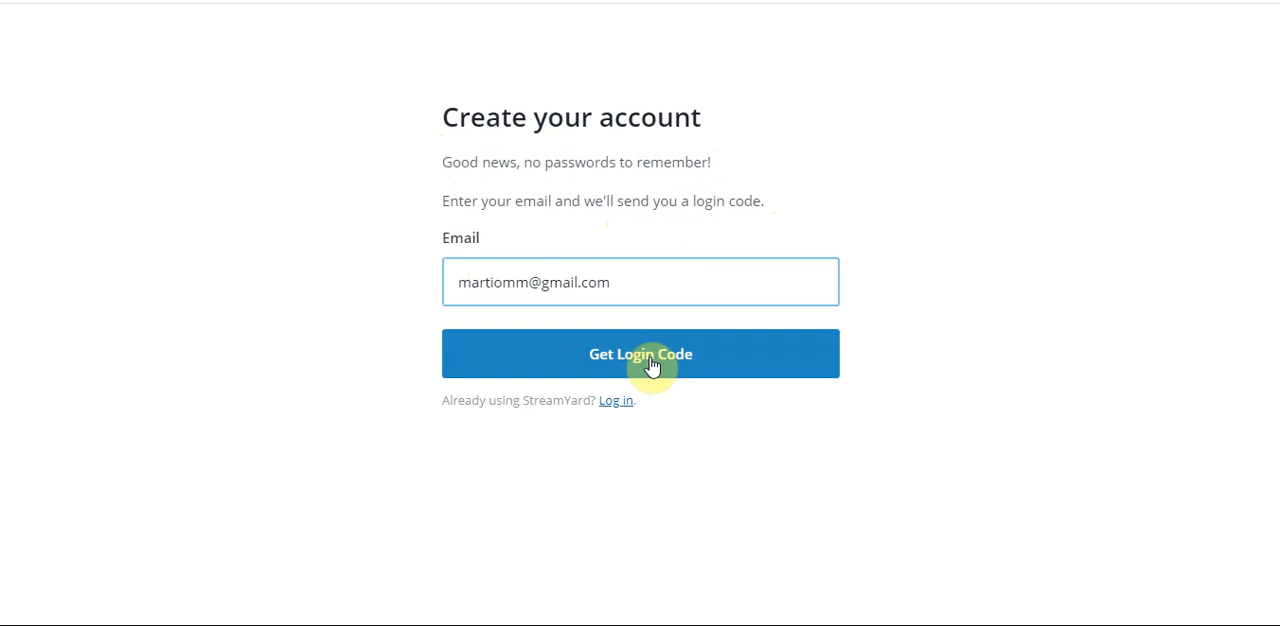 Create your account
Good news, no passwords to remember!
Enter your email and we'll send you a login code.
Email
martiomm@gmail.com
Get Login Code
Already using StreamYard? Log in.